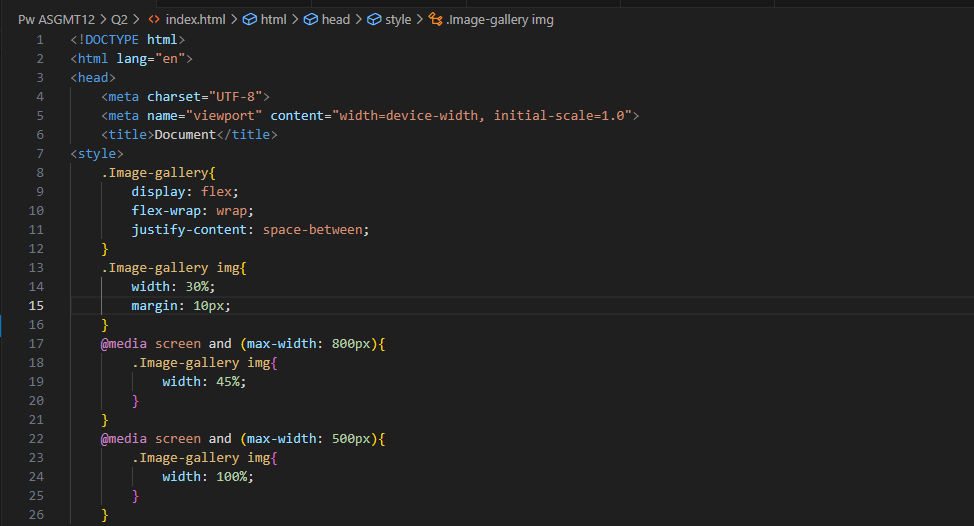 Pw ASGMT12 > Q2 > <> index.html > html > head > style > .Image-gallery img
1 <!DOCTYPE html>
2 <html lang="en">
3 <head>
4     <meta charset="UTF-8">
5     <meta name="viewport" content="width=device-width, initial-scale=1.0">
6     <title>Document</title>
7 <style>
8     .Image-gallery{
9         display: flex;
10         flex-wrap: wrap;
11         justify-content: space-between;
12     }
13     .Image-gallery img{
14         width: 30%;
15         margin: 10px;
16     }
17     @media screen and (max-width: 800px){
18         .Image-gallery img{
19             width: 45%;
20         }
21     }
22     @media screen and (max-width: 500px){
23         .Image-gallery img{
24             width: 100%;
25         }
26     }